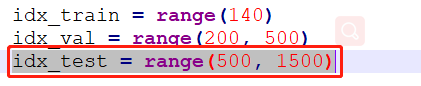 idx_train = range(140)
idx_val = range(200, 500)
idx_test = range(500, 1500)